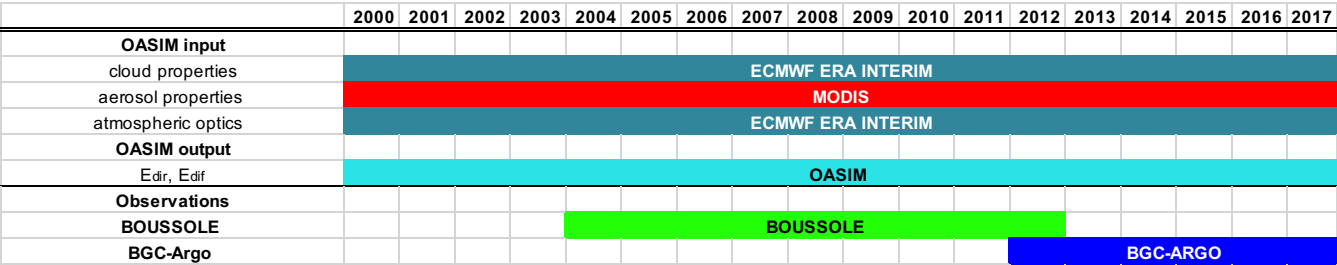 2000 2001 2002 2003 2004 2005 2006 2007 2008 2009 2010 2011 2012 2013 2014 2015 2016 2017
OASIM input
cloud properties ECMWF ERA INTERIM
aerosol properties MODIS
atmospheric optics ECMWF ERA INTERIM
OASIM output
Edir, Edif OASIM
Observations
BOUSSOLE BOUSSOLE
BGC-Argo BGC-ARGO